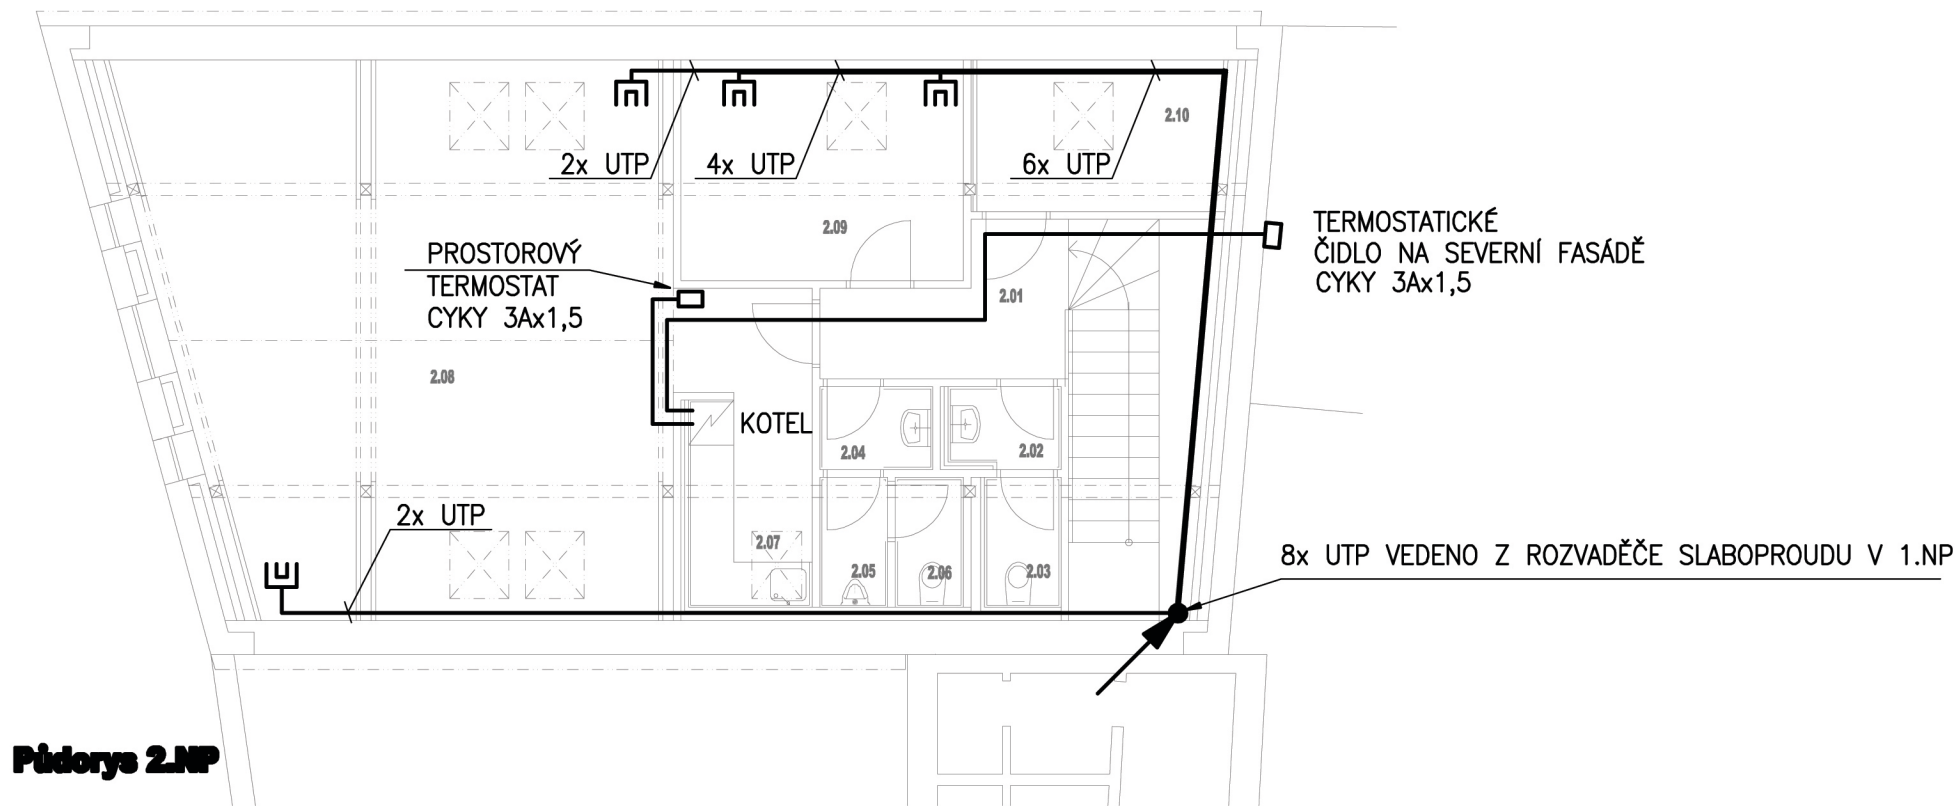 2.10
2x UTP
4x UTP
6x UTP
2.09
TERMOSTATICKÉ
ČIDLO NA SEVERNÍ FASÁDĚ
CYKY 3Ax1,5
PROSTOROVÝ
TERMOSTAT
CYKY 3Ax1,5
2.01
2.08
KOTEL
2.04
2.02
2x UTP
2.07
2.05
2.06
2.03
8x UTP VEDENO Z ROZVADĚČE SLABOPROUDU V 1.NP
Půdorys 2.NP